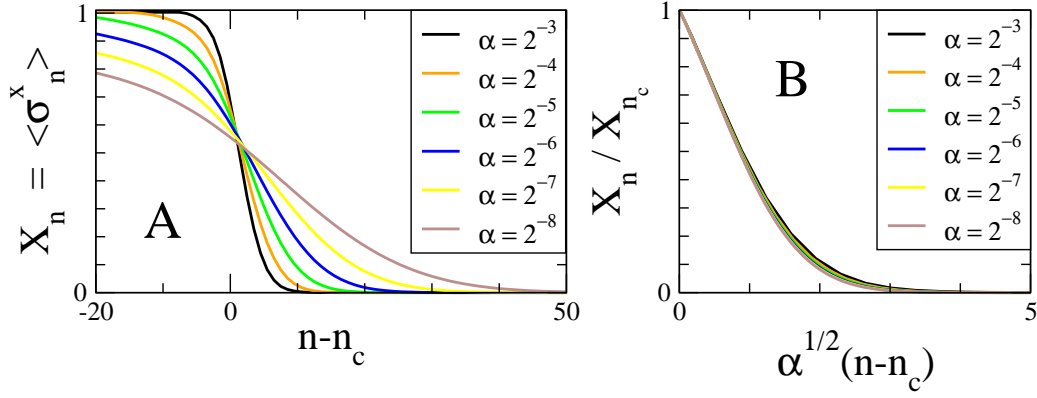 X_n = <σ^x_n>
1
0
-20
0
50
n-n_c
A
α = 2^-3
α = 2^-4
α = 2^-5
α = 2^-6
α = 2^-7
α = 2^-8
X_n / X_{n_c}
1
0
0
5
α^{1/2}(n-n_c)
B
α = 2^-3
α = 2^-4
α = 2^-5
α = 2^-6
α = 2^-7
α = 2^-8